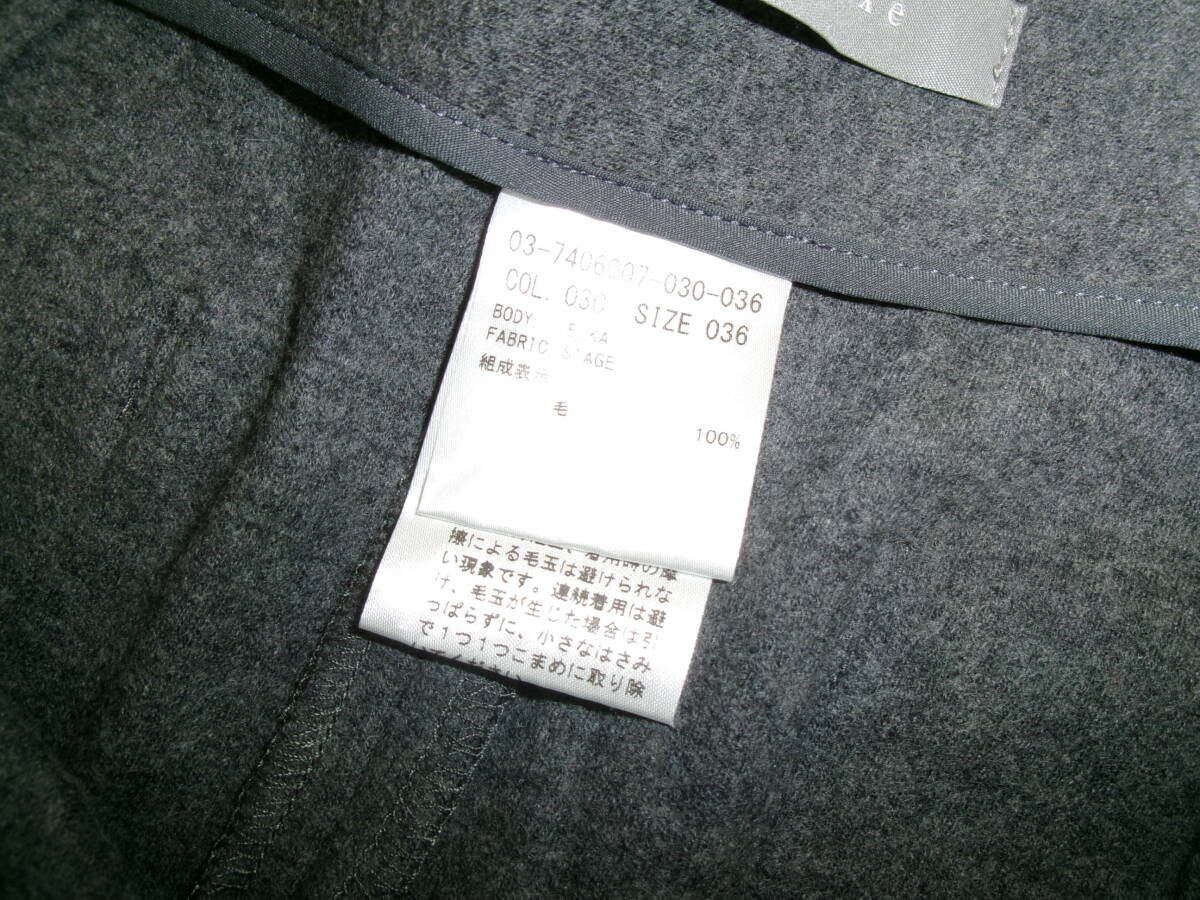 03-7406007-030-036
COL. 030 SIZE 036
BODY
FABRIC STAGE
組成表示
毛
100%
擦による毛玉は避けられな
い現象です。連続着用は避
け、毛玉が生じた場合は引
っぱらずに、小さなはさみ
で1つ1つこまめに取り除